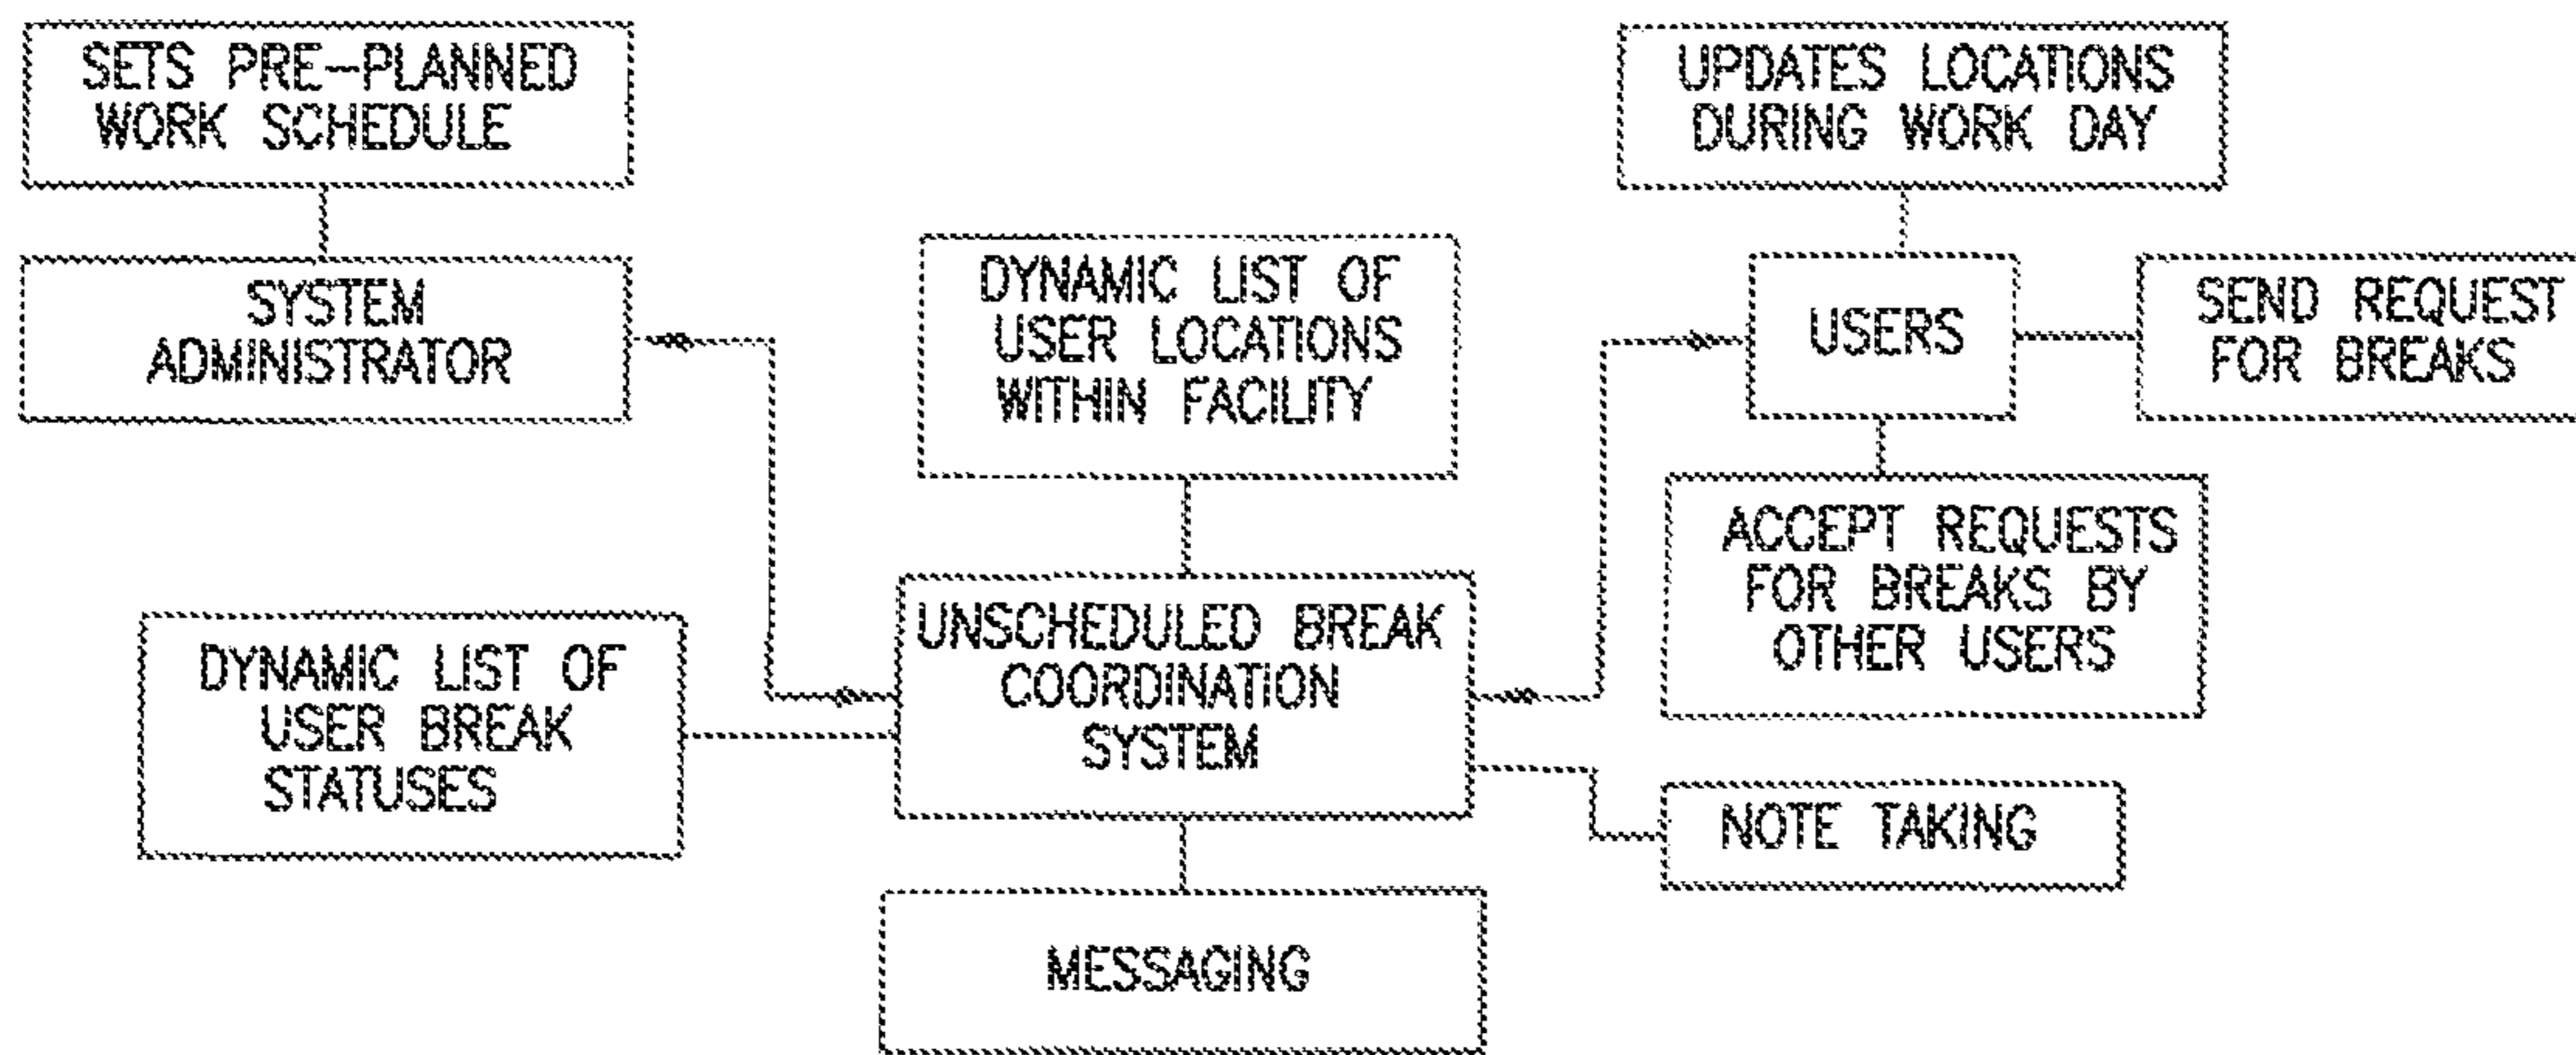 SETS PRE-PLANNED
WORK SCHEDULE
UPDATES LOCATIONS
DURING WORK DAY
SYSTEM
ADMINISTRATOR
DYNAMIC LIST OF
USER LOCATIONS
WITHIN FACILITY
USERS
SEND REQUEST
FOR BREAKS
ACCEPT REQUESTS
FOR BREAKS BY
OTHER USERS
DYNAMIC LIST OF
USER BREAK
STATUSES
UNSCHEDULED BREAK
COORDINATION
SYSTEM
NOTE TAKING
MESSAGING